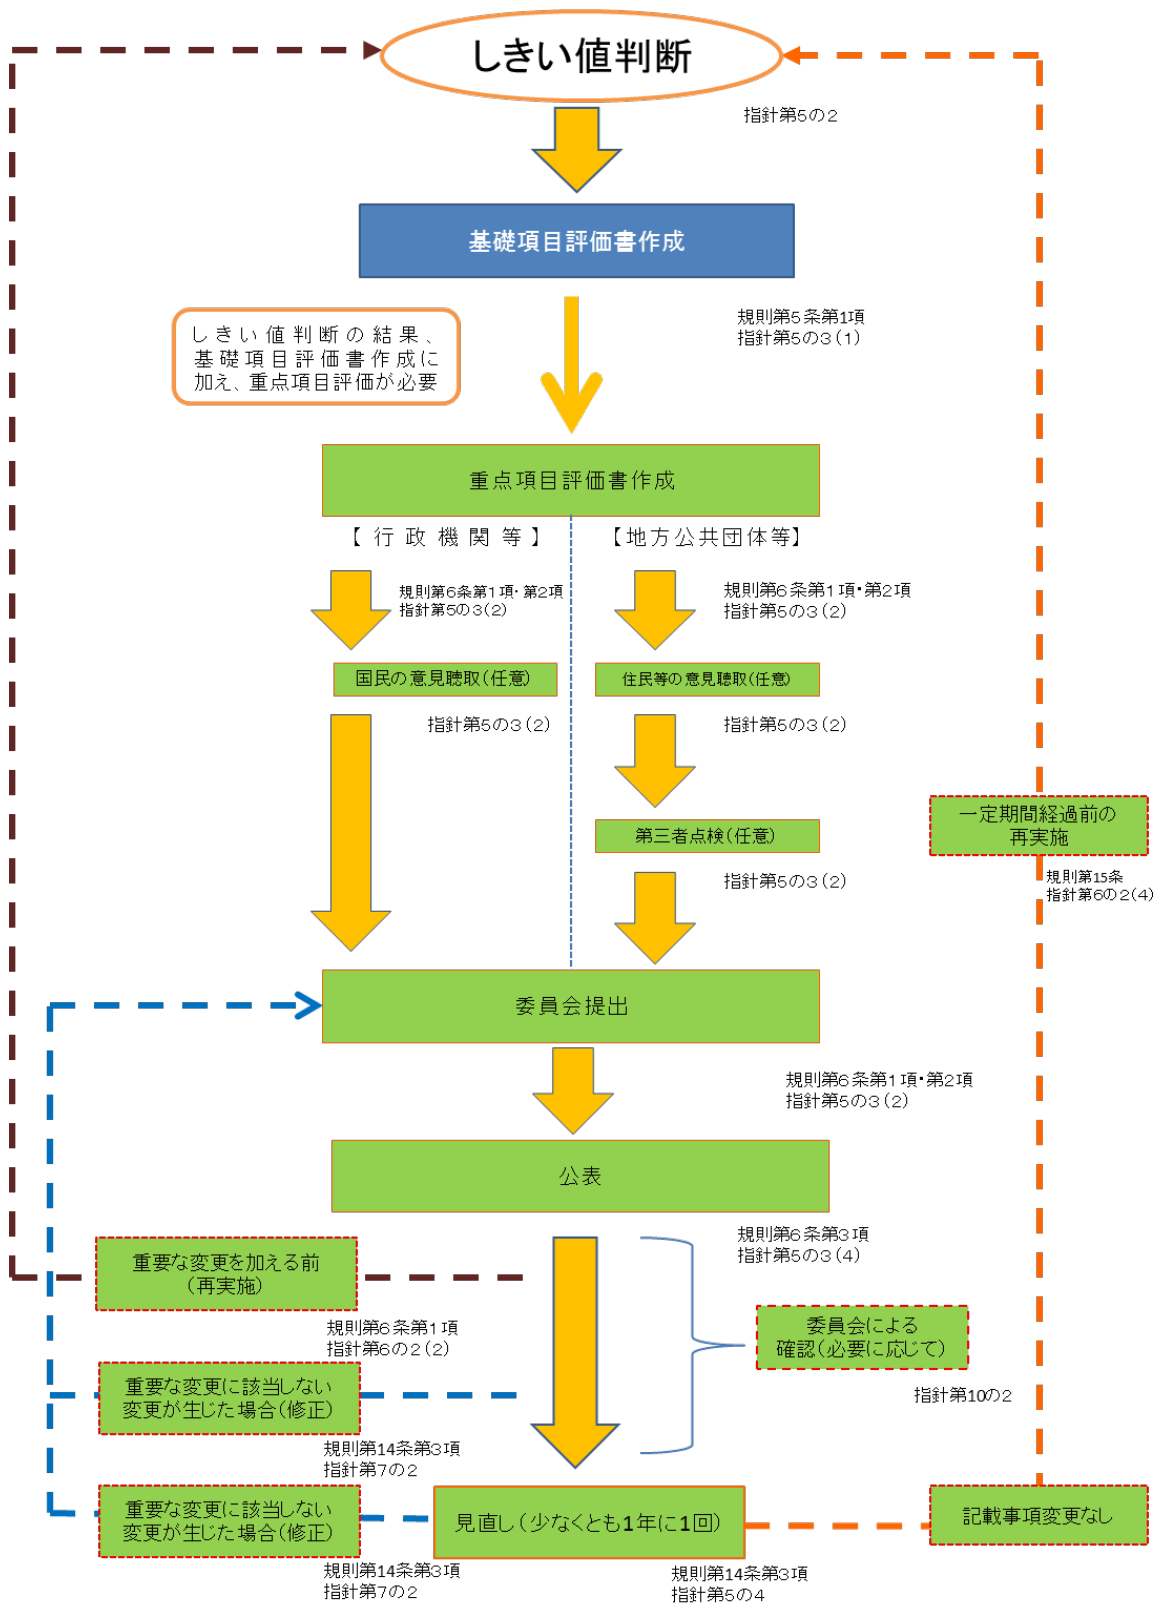 しきい値判断
指針第5の2
基礎項目評価書作成
規則第5条第1項
指針第5の3(1)
しきい値判断の結果、
基礎項目評価書作成に
加え、重点項目評価が必要
重点項目評価書作成
【行政機関等】
【地方公共団体等】
規則第6条第1項・第2項
指針第5の3(2)
規則第6条第1項・第2項
指針第5の3(2)
国民の意見聴取(任意)
住民等の意見聴取(任意)
指針第5の3(2)
指針第5の3(2)
第三者点検(任意)
指針第5の3(2)
一定期間経過前の
再実施
規則第15条
指針第6の2(4)
委員会提出
規則第6条第1項・第2項
指針第5の3(2)
公表
規則第6条第3項
指針第5の3(4)
重要な変更を加える前
(再実施)
規則第6条第1項
指針第6の2(2)
委員会による
確認(必要に応じて)
指針第10の2
重要な変更に該当しない
変更が生じた場合(修正)
規則第14条第3項
指針第7の2
重要な変更に該当しない
変更が生じた場合(修正)
規則第14条第3項
指針第7の2
見直し(少なくとも1年に1回)
規則第14条第3項
指針第5の4
記載事項変更なし